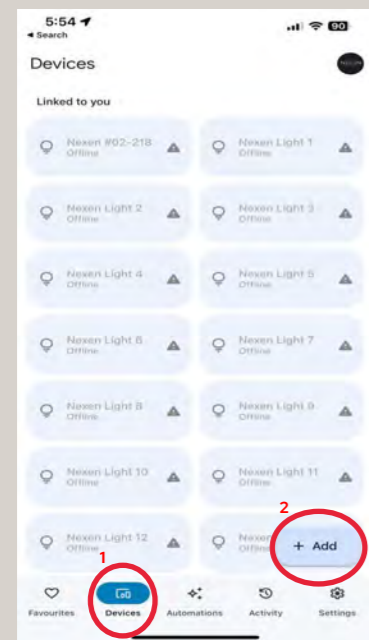 5:54
90
Search
Devices
Linked to you
Nexen #02-218
Offline
Nexen Light 1
Offline
Nexen Light 2
Offline
Nexen Light 3
Offline
Nexen Light 4
Offline
Nexen Light 5
Offline
Nexen Light 6
Offline
Nexen Light 7
Offline
Nexen Light 8
Offline
Nexen Light 9
Offline
Nexen Light 10
Offline
Nexen Light 11
Offline
Nexen Light 12
Offline
2
+ Add
1
Favourites
Devices
Automations
Activity
Settings